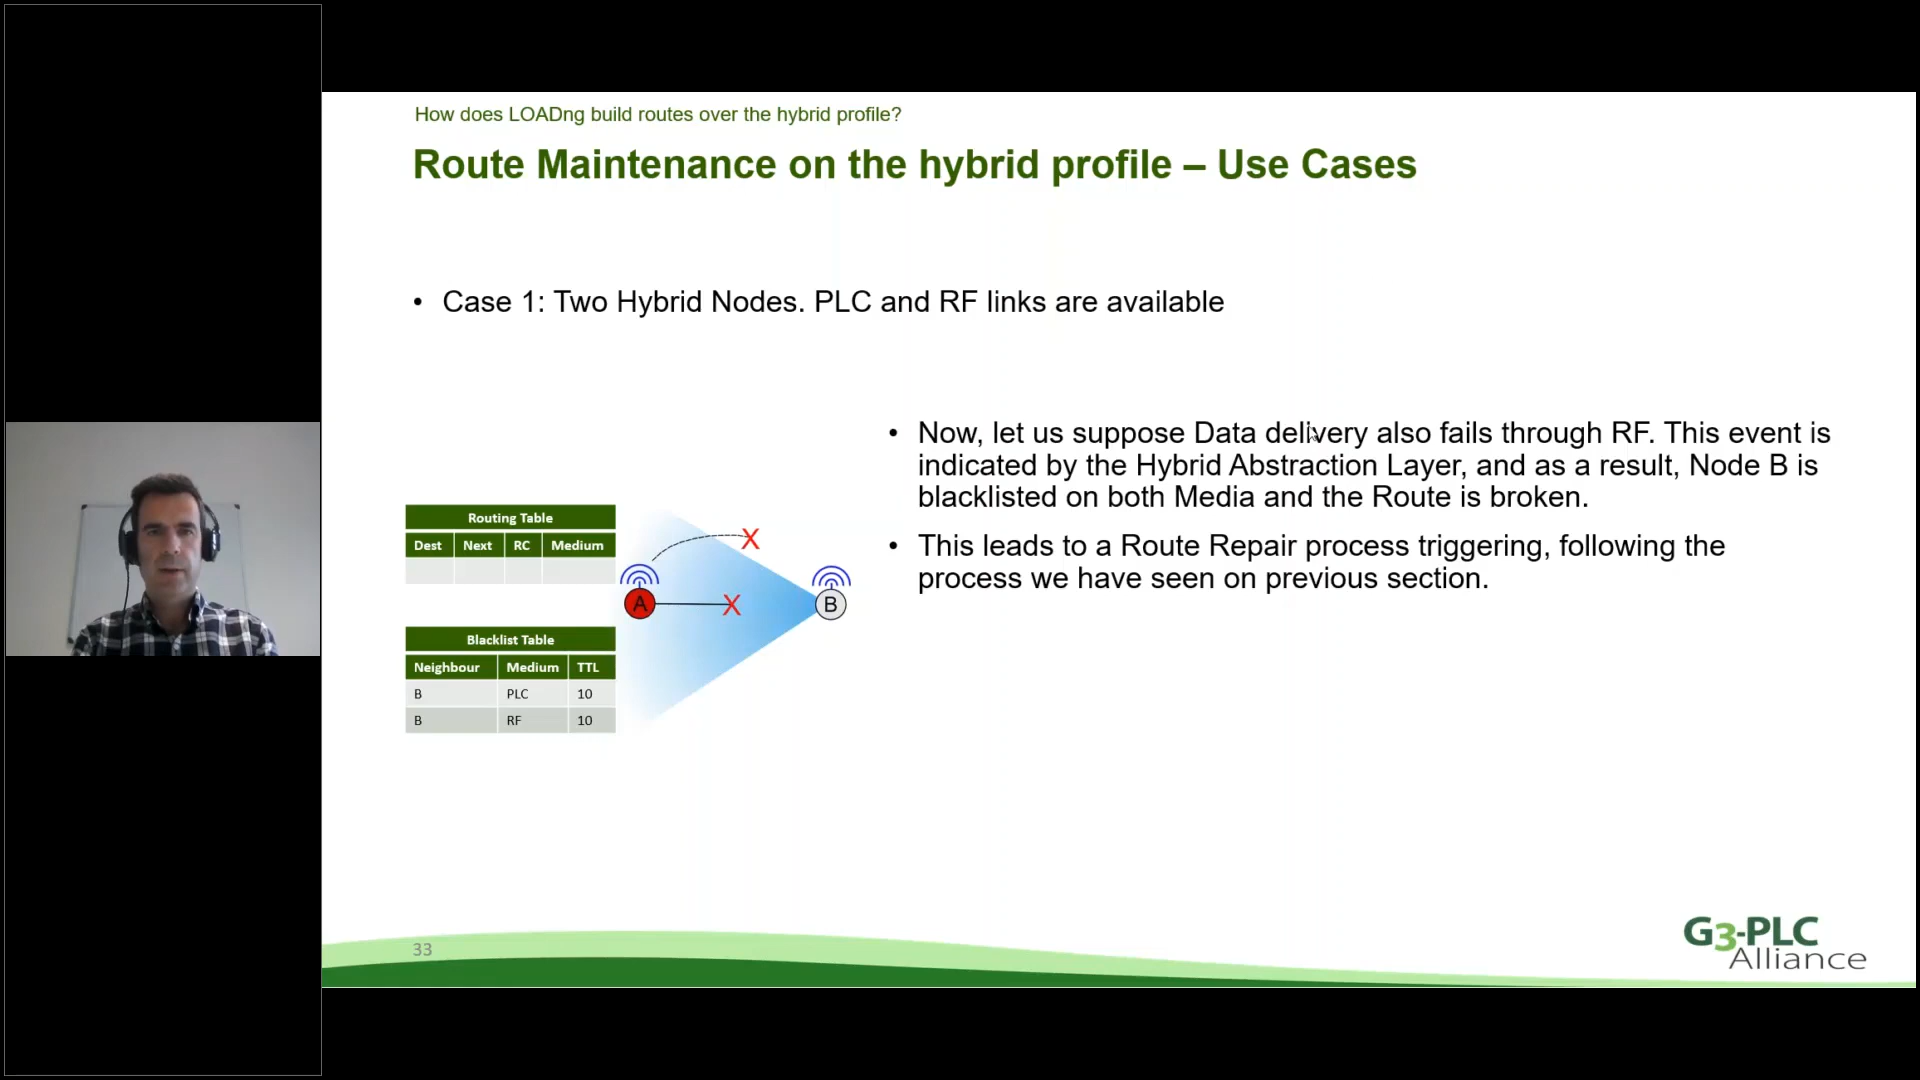 How does LOADng build routes over the hybrid profile?
Route Maintenance on the hybrid profile – Use Cases
• Case 1: Two Hybrid Nodes. PLC and RF links are available
• Now, let us suppose Data delivery also fails through RF. This event is
indicated by the Hybrid Abstraction Layer, and as a result, Node B is
blacklisted on both Media and the Route is broken.
• This leads to a Route Repair process triggering, following the
process we have seen on previous section.
Routing Table
Dest Next RC Medium
X
A X B
Blacklist Table
Neighbour Medium TTL
B PLC 10
B RF 10
33
G3-PLC
Alliance